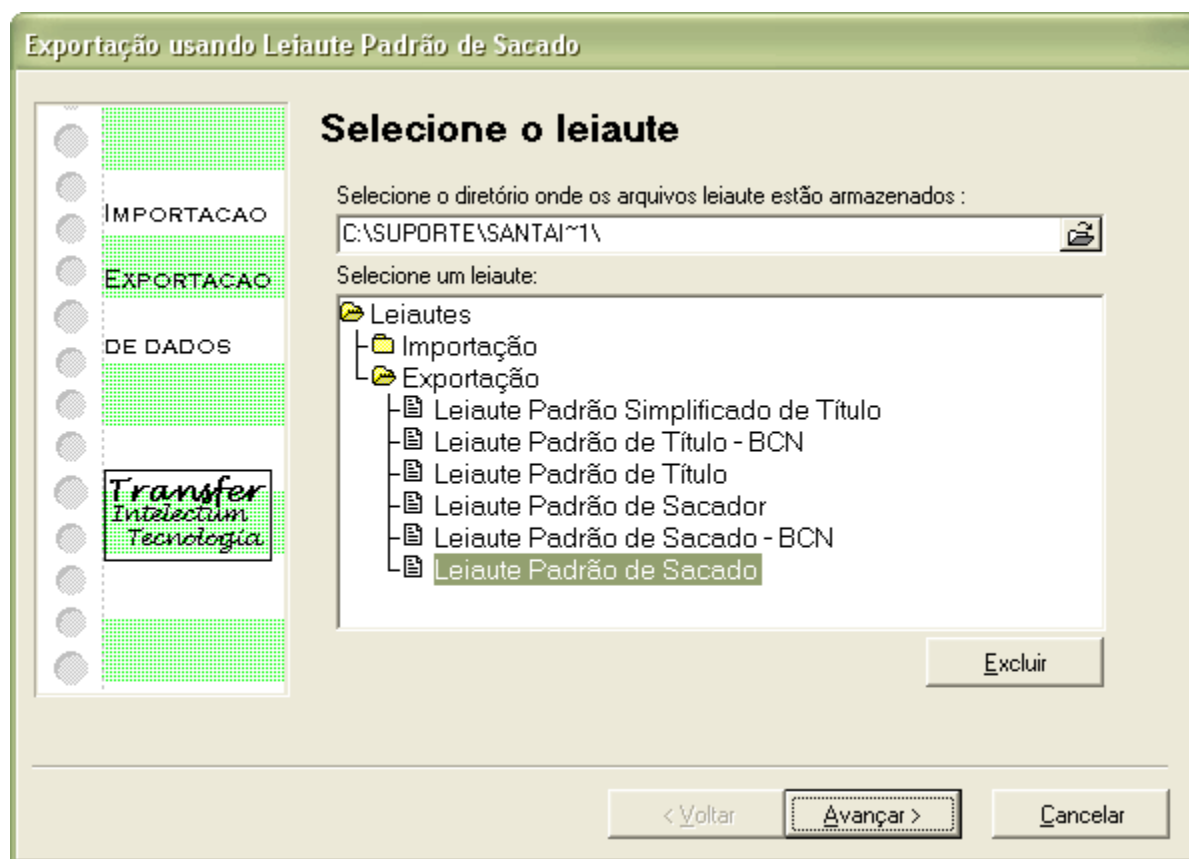 Exportação usando Leiaute Padrão de Sacado
IMPORTACAO
EXPORTACAO
DE DADOS
Transfer
Intelectum
Tecnologia
Selecione o leiaute
Selecione o diretório onde os arquivos leiaute estão armazenados :
C:\SUPORTE\SANTAI~1\
Selecione um leiaute:
Leiautes
Importação
Exportação
Leiaute Padrão Simplificado de Título
Leiaute Padrão de Título - BCN
Leiaute Padrão de Título
Leiaute Padrão de Sacador
Leiaute Padrão de Sacado - BCN
Leiaute Padrão de Sacado
Excluir
< Voltar
Avançar >
Cancelar